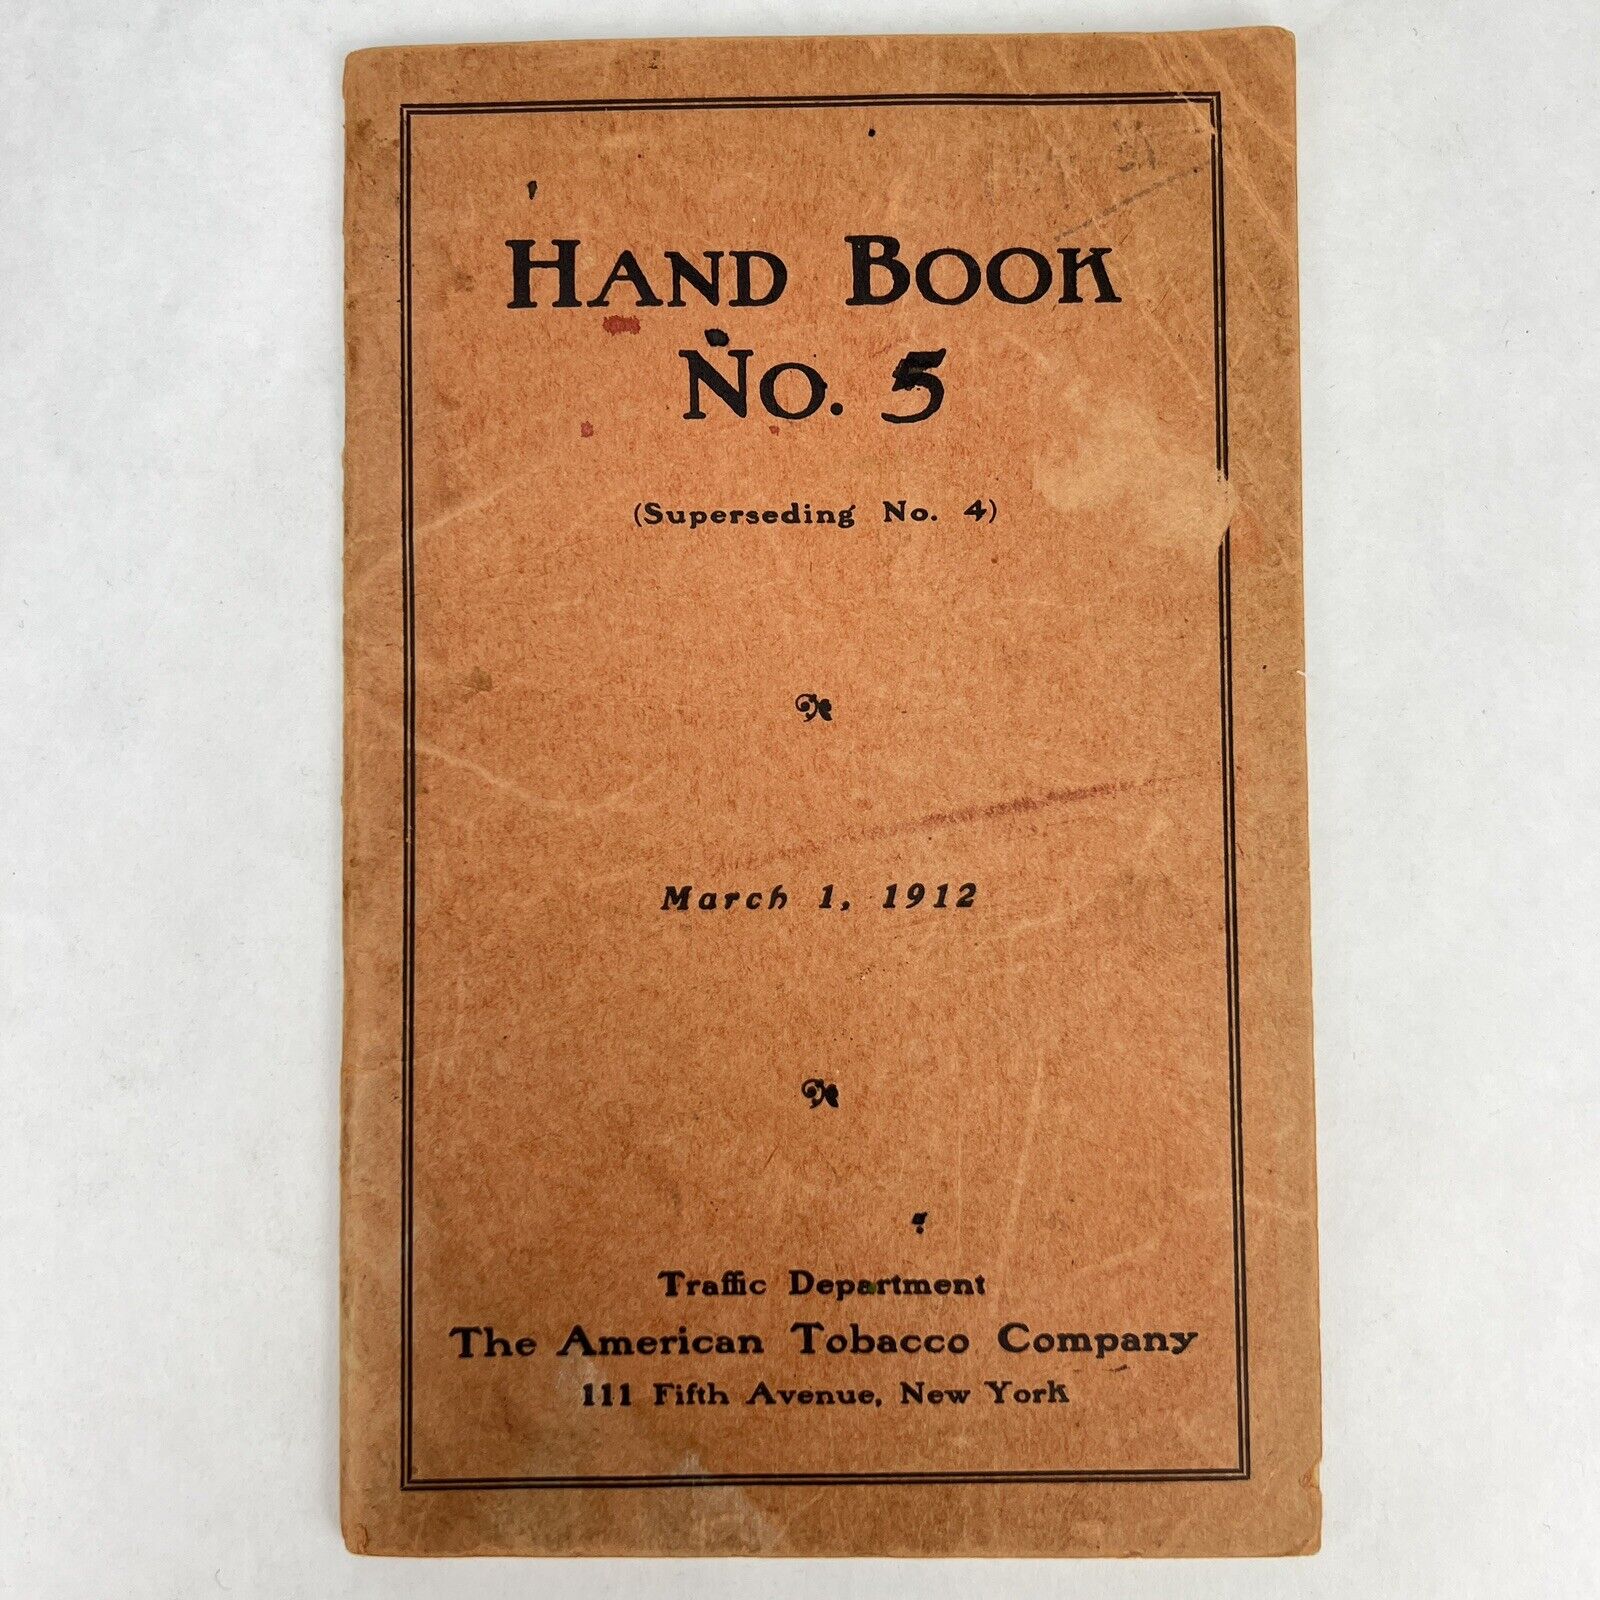 HAND BOOK
No. 5
(Superseding No. 4)
March 1, 1912
Traffic Department
The American Tobacco Company
111 Fifth Avenue, New York